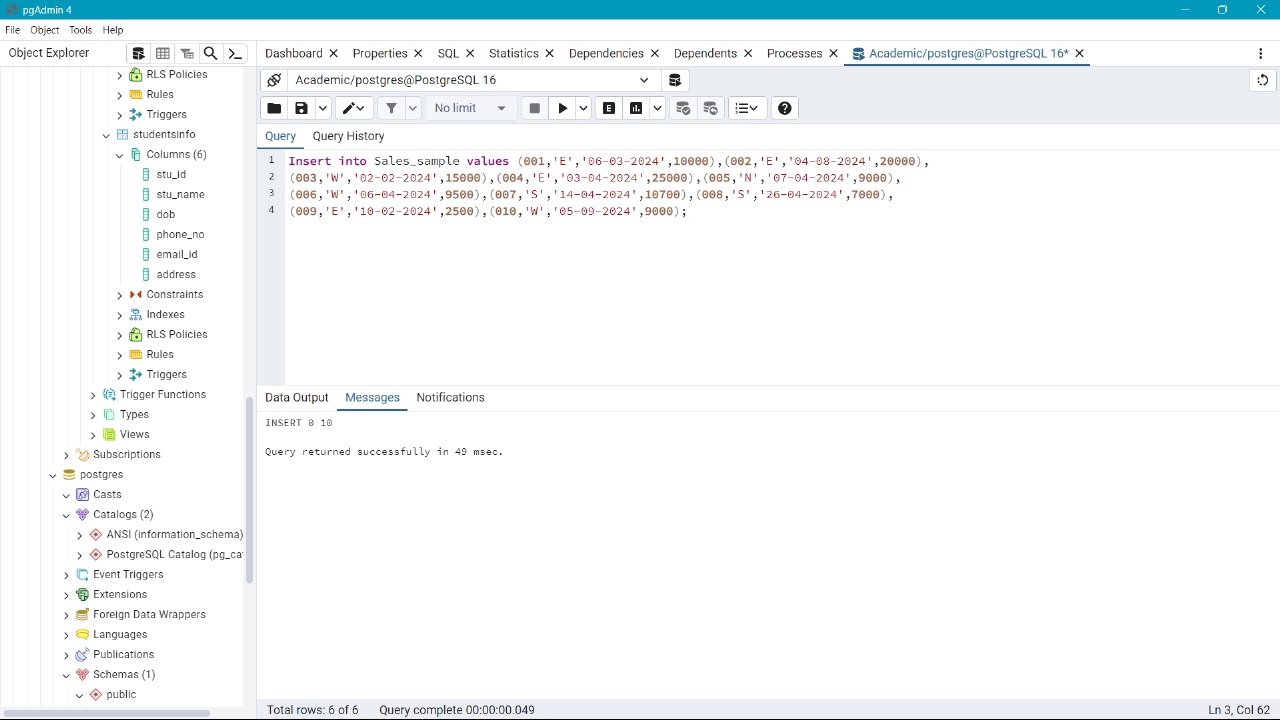 pgAdmin 4
File Object Tools Help
Object Explorer
Dashboard Properties SQL Statistics Dependencies Dependents Processes Academic/postgres@PostgreSQL 16*
Academic/postgres@PostgreSQL 16
No limit
Query Query History
1 Insert into Sales_sample values (001,'E','06-03-2024',10000),(002,'E','04-08-2024',20000),
2 (003,'W','02-02-2024',15000),(004,'E','03-04-2024',25000),(005,'N','07-04-2024',9000),
3 (006,'W','06-04-2024',9500),(007,'S','14-04-2024',10700),(008,'S','26-04-2024',7000),
4 (009,'E','10-02-2024',2500),(010,'W','05-09-2024',9000);
Data Output Messages Notifications
INSERT 0 10
Query returned successfully in 49 msec.
RLS Policies
Rules
Triggers
studentsinfo
Columns (6)
stu_id
stu_name
dob
phone_no
email_id
address
Constraints
Indexes
RLS Policies
Rules
Triggers
Trigger Functions
Types
Views
Subscriptions
postgres
Casts
Catalogs (2)
ANSI (information_schema)
PostgreSQL Catalog (pg_ca
Event Triggers
Extensions
Foreign Data Wrappers
Languages
Publications
Schemas (1)
public
Total rows: 6 of 6 Query complete 00:00:00.049 Ln 3, Col 62